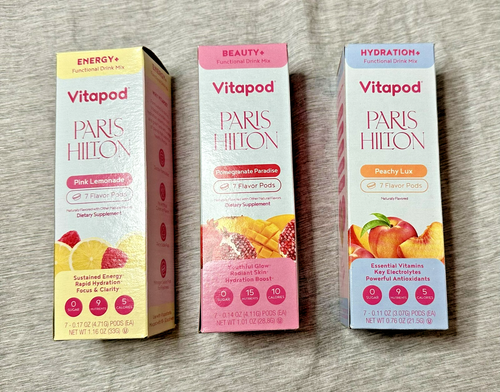 ENERGY+
Functional Drink Mix
Vitapod
PARIS
HILTON
Pink Lemonade
7 Flavor Pods
Dietary Supplement
Sustained Energy
Rapid Hydration
Focus & Clarity
0 SUGAR
9 NUTRIENTS
5 CALORIES
7 - 0.17 OZ (4.71G) PODS (EA)
NET WT 1.16 OZ (33G)
BEAUTY+
Functional Drink Mix
Vitapod
PARIS
HILTON
Pomegranate Paradise
7 Flavor Pods
Dietary Supplement
Youthful Glow
Radiant Skin
Hydration Boost
0 SUGAR
15 NUTRIENTS
10 CALORIES
7 - 0.14 OZ (4.11G) PODS (EA)
NET WT 1.01 OZ (28.8G)
HYDRATION+
Functional Drink Mix
Vitapod
PARIS
HILTON
Peachy Lux
7 Flavor Pods
Naturally Flavored
Essential Vitamins
Key Electrolytes
Powerful Antioxidants
0 SUGAR
9 NUTRIENTS
5 CALORIES
7 - 0.11 OZ (3.07G) PODS (EA)
NET WT 0.76 OZ (21.5G)